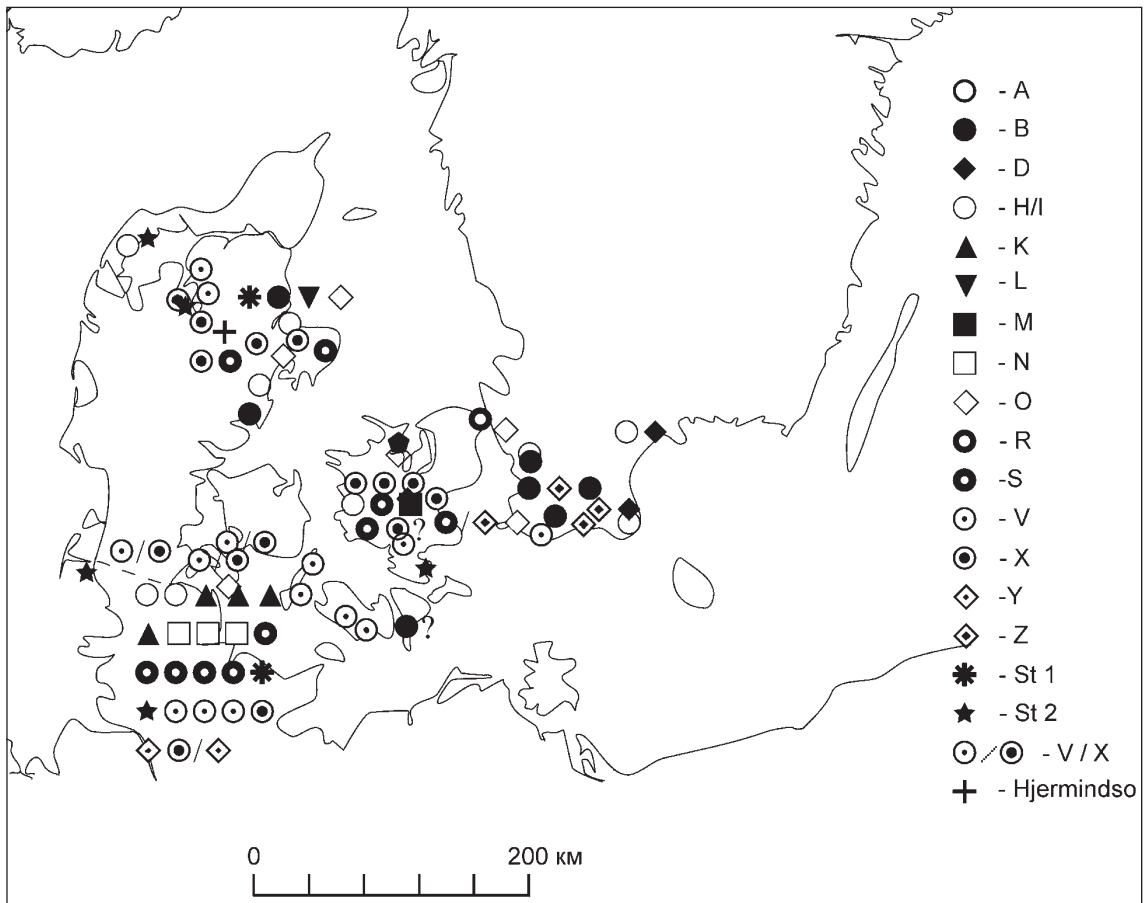 - A
- B
- D
- H/I
- K
- L
- M
- N
- O
- R
-S
- V
- X
-Y
- Z
- St 1
- St 2
/ - V / X
- Hjermindso
/
?
/ /
?
/
0 200 км